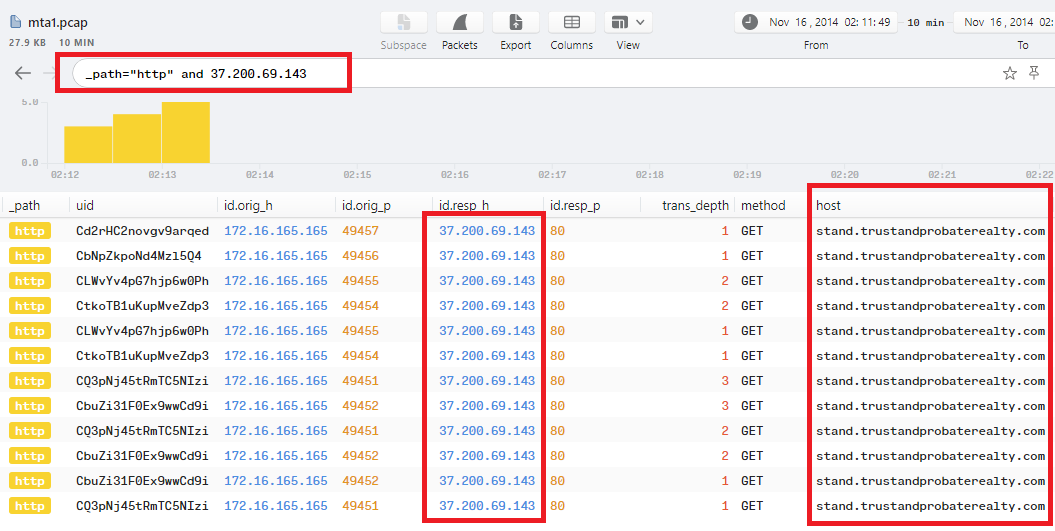 mta1.pcap
27.9 KB 10 MIN
Subspace Packets Export Columns View
Nov 16, 2014 02:11:49 10 min Nov 16, 2014 02:
From To
_path="http" and 37.200.69.143
5.0
0.0
02:12 02:13 02:14 02:15 02:16 02:17 02:18 02:19 02:20 02:21 02:22
_path uid id.orig_h id.orig_p id.resp_h id.resp_p trans_depth method host
http Cd2rHC2novgv9arqed 172.16.165.165 49457 37.200.69.143 80 1 GET stand.trustandprobaterealty.com
http CbNpZkpoNd4Mzl5Q4 172.16.165.165 49456 37.200.69.143 80 1 GET stand.trustandprobaterealty.com
http CLWvYv4pG7hjp6w0Ph 172.16.165.165 49455 37.200.69.143 80 2 GET stand.trustandprobaterealty.com
http CtkoTB1uKupMveZdp3 172.16.165.165 49454 37.200.69.143 80 2 GET stand.trustandprobaterealty.com
http CLWvYv4pG7hjp6w0Ph 172.16.165.165 49455 37.200.69.143 80 1 GET stand.trustandprobaterealty.com
http CtkoTB1uKupMveZdp3 172.16.165.165 49454 37.200.69.143 80 1 GET stand.trustandprobaterealty.com
http CQ3pNj45tRmTC5NIzi 172.16.165.165 49451 37.200.69.143 80 3 GET stand.trustandprobaterealty.com
http CbuZi31F0Ex9wwCd9i 172.16.165.165 49452 37.200.69.143 80 3 GET stand.trustandprobaterealty.com
http CQ3pNj45tRmTC5NIzi 172.16.165.165 49451 37.200.69.143 80 2 GET stand.trustandprobaterealty.com
http CbuZi31F0Ex9wwCd9i 172.16.165.165 49452 37.200.69.143 80 2 GET stand.trustandprobaterealty.com
http CbuZi31F0Ex9wwCd9i 172.16.165.165 49452 37.200.69.143 80 1 GET stand.trustandprobaterealty.com
http CQ3pNj45tRmTC5NIzi 172.16.165.165 49451 37.200.69.143 80 1 GET stand.trustandprobaterealty.com